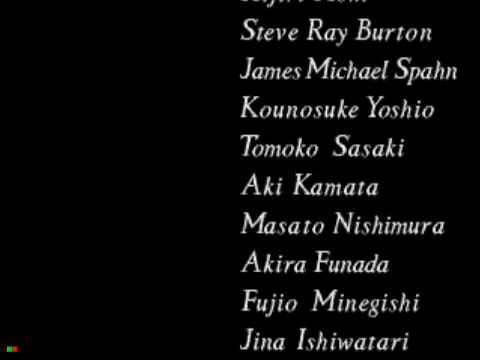 Steve Ray Burton
James Michael Spahn
Kounosuke Yoshio
Tomoko Sasaki
Aki Kamata
Masato Nishimura
Akira Funada
Fujio Minegishi
Jina Ishiwatari